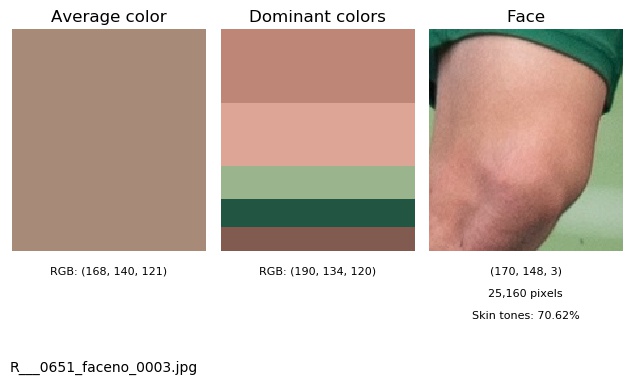 Average color
Dominant colors
Face
RGB: (168, 140, 121)
RGB: (190, 134, 120)
(170, 148, 3)
25,160 pixels
Skin tones: 70.62%
R___0651_faceno_0003.jpg